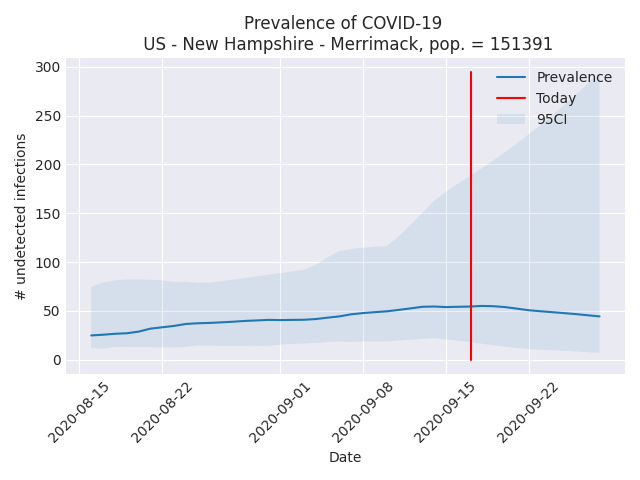 Prevalence of COVID-19
US - New Hampshire - Merrimack, pop. = 151391
300
250
200
150
100
50
0
# undetected infections
Prevalence
Today
95CI
2020-08-15
2020-08-22
2020-09-01
2020-09-08
2020-09-15
2020-09-22
Date